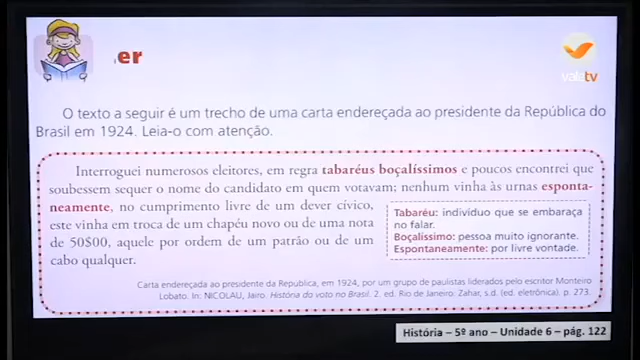 er
valetv
O texto a seguir é um trecho de uma carta endereçada ao presidente da República do
Brasil em 1924. Leia-o com atenção.
Interroguei numerosos eleitores, em regra tabaréus boçalíssimos e poucos encontrei que
soubessem sequer o nome do candidato em quem votavam; nenhum vinha às urnas esponta-
neamente, no cumprimento livre de um dever cívico,
este vinha em troca de um chapéu novo ou de uma nota
de 50$00, aquele por ordem de um patrão ou de um
cabo qualquer.
Tabaréu: indivíduo que se embaraça
no falar.
Boçalíssimo: pessoa muito ignorante.
Espontaneamente: por livre vontade.
Carta endereçada ao presidente da Republica, em 1924, por um grupo de paulistas liderados pelo escritor Monteiro
Lobato. In: NICOLAU, Jairo. História do voto no Brasil. 2. ed. Rio de Janeiro: Zahar, s.d. (ed. eletrônica). p. 273.
História – 5º ano – Unidade 6 – pág. 122